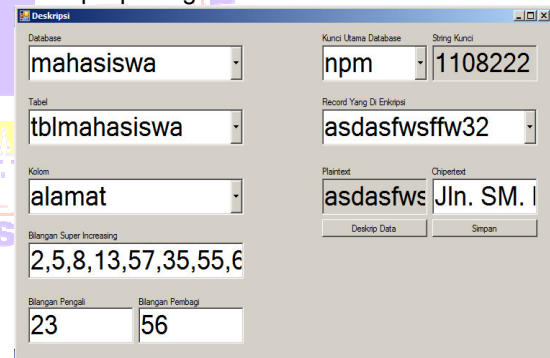 Deskripsi
Database
mahasiswa
Kunci Utama Database
npm
String Kunci
1108222
Tabel
tblmahasiswa
Record Yang Di Enkripsi
asdasfwsffw32
Kolom
alamat
Plaintext
asdasfws
Chipertext
Jln. SM.
Deskrip Data
Simpan
Bilangan Super Increasing
2,5,8,13,57,35,55,6
Bilangan Pengali
23
Bilangan Pembagi
56